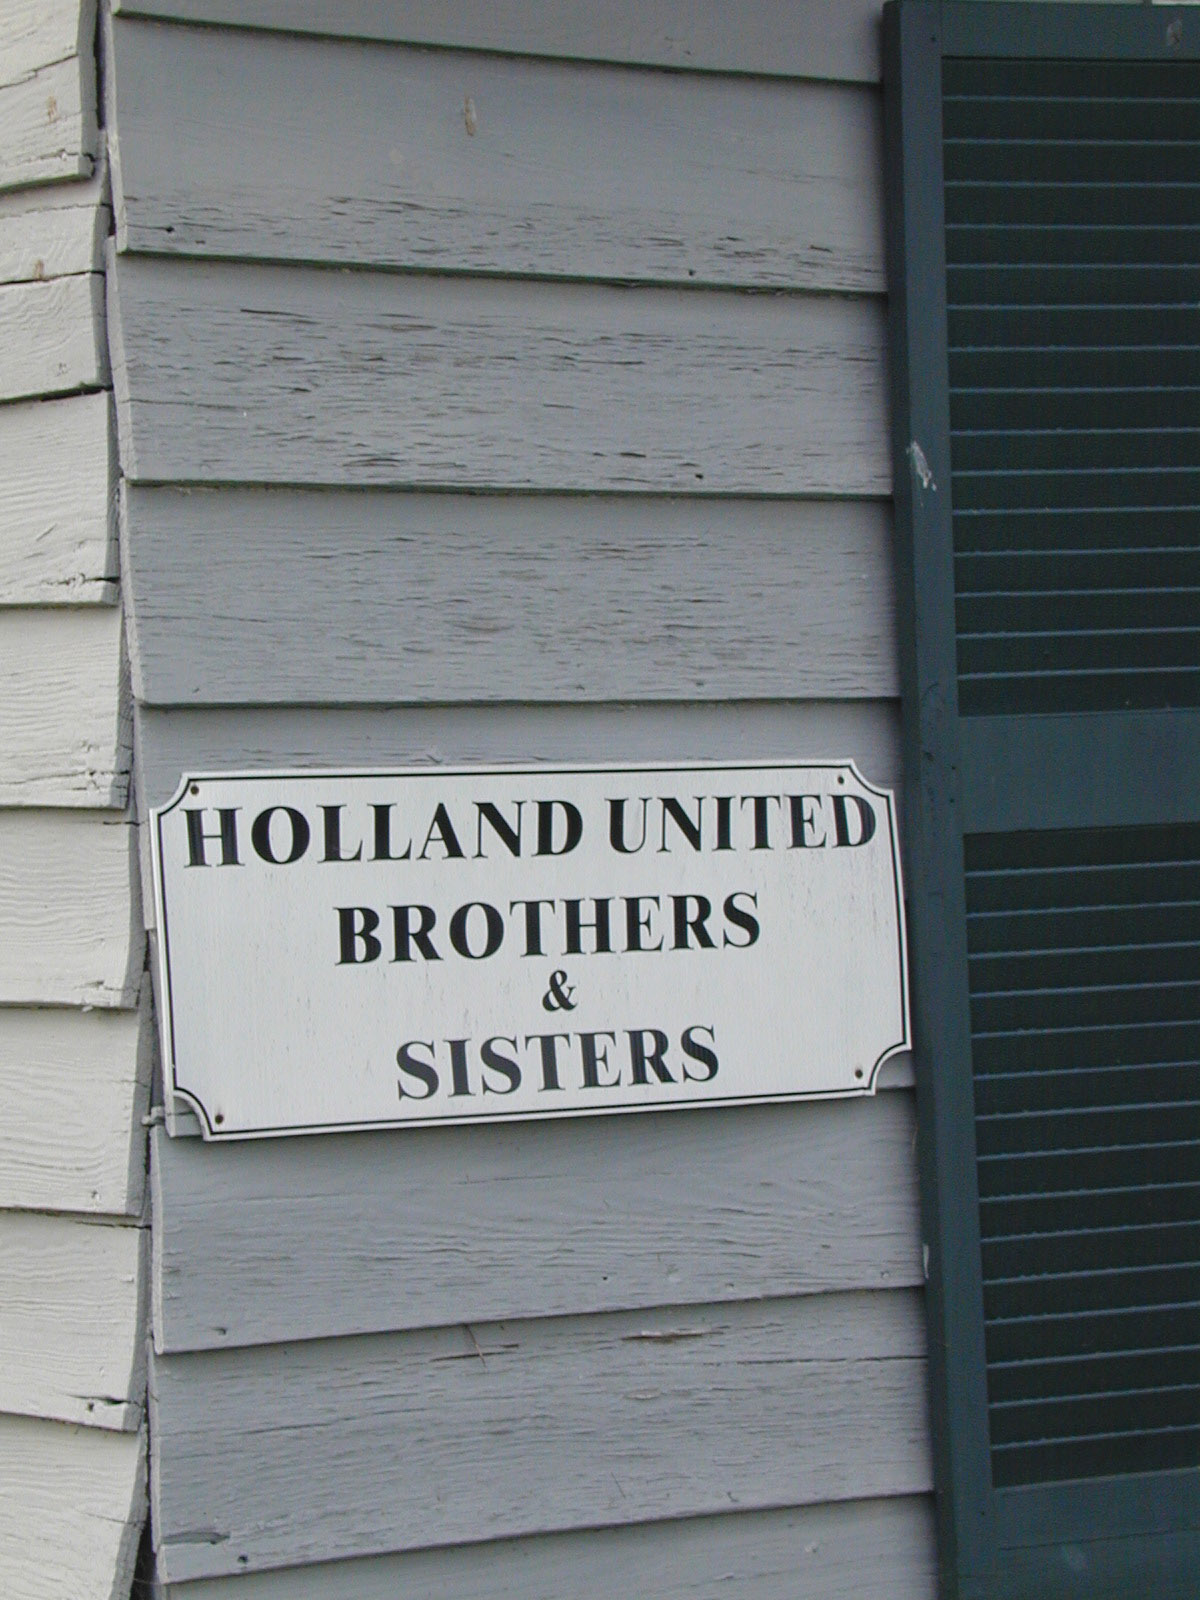 HOLLAND UNITED
BROTHERS
&
SISTERS